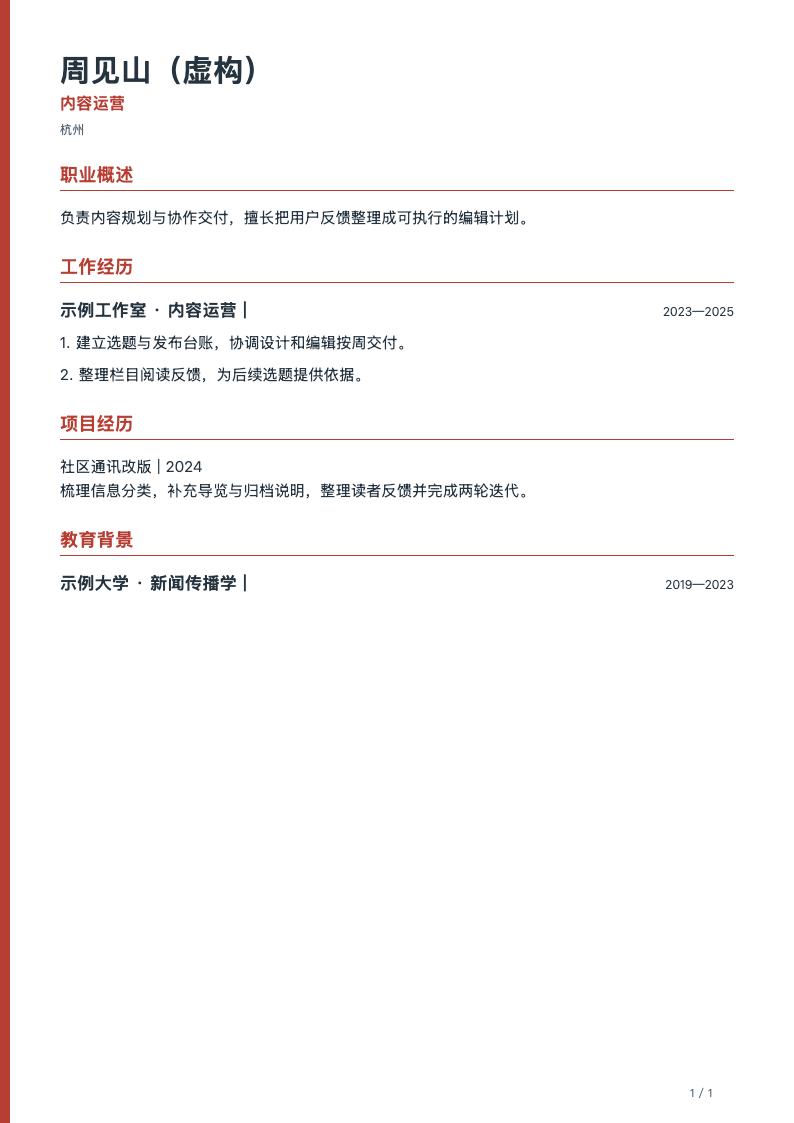 周见山（虚构）
内容运营
杭州
职业概述
负责内容规划与协作交付，擅长把用户反馈整理成可执行的编辑计划。
工作经历
示例工作室 · 内容运营 | 2023—2025
1. 建立选题与发布台账，协调设计和编辑按周交付。
2. 整理栏目阅读反馈，为后续选题提供依据。
项目经历
社区通讯改版 | 2024
梳理信息分类，补充导览与归档说明，整理读者反馈并完成两轮迭代。
教育背景
示例大学 · 新闻传播学 | 2019—2023
1 / 1